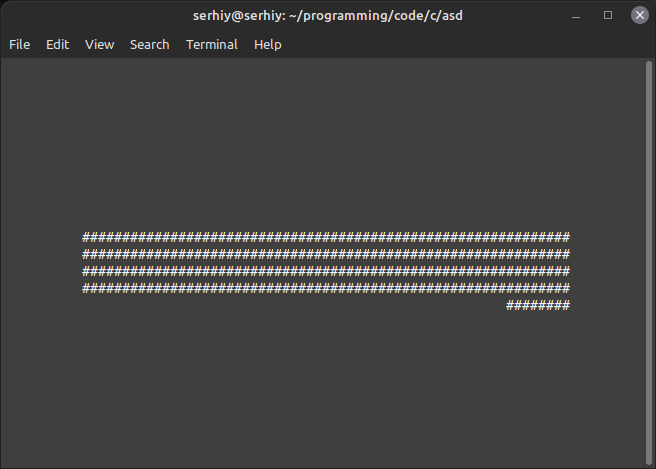 serhiy@serhiy: ~/programming/code/c/asd
File Edit View Search Terminal Help
#############################################################
#############################################################
#############################################################
#############################################################
########